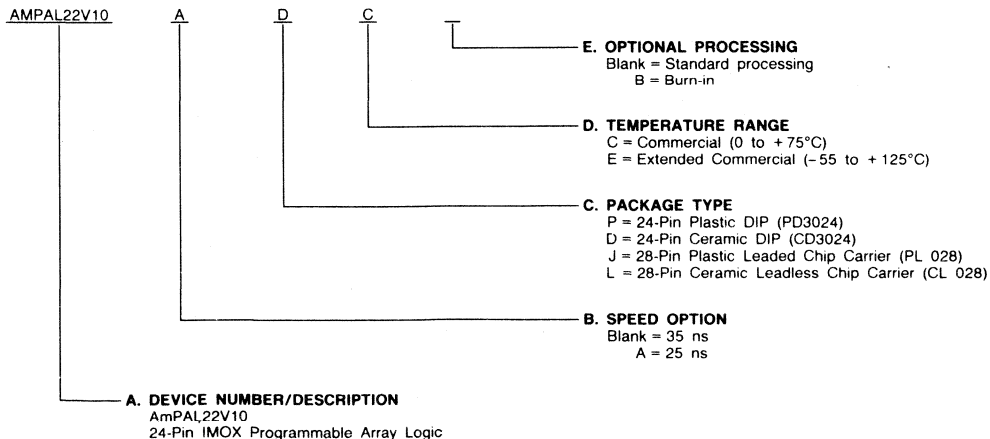 AMPAL22V10 A D C _
E. OPTIONAL PROCESSING
Blank = Standard processing
B = Burn-in
D. TEMPERATURE RANGE
C = Commercial (0 to +75°C)
E = Extended Commercial (-55 to +125°C)
C. PACKAGE TYPE
P = 24-Pin Plastic DIP (PD3024)
D = 24-Pin Ceramic DIP (CD3024)
J = 28-Pin Plastic Leaded Chip Carrier (PL 028)
L = 28-Pin Ceramic Leadless Chip Carrier (CL 028)
B. SPEED OPTION
Blank = 35 ns
A = 25 ns
A. DEVICE NUMBER/DESCRIPTION
AmPAL22V10
24-Pin IMOX Programmable Array Logic